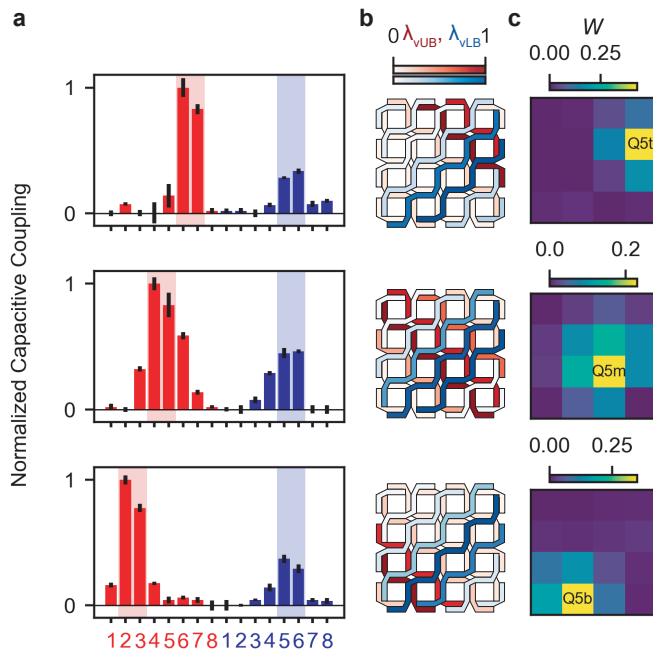 a
b
c
0 λvUB, λvLB 1
W
0.00 0.25
Normalized Capacitive Coupling
1
0
Q5t
0.0 0.2
1
0
Q5m
0.00 0.25
1
0
Q5b
1 2 3 4 5 6 7 8 1 2 3 4 5 6 7 8